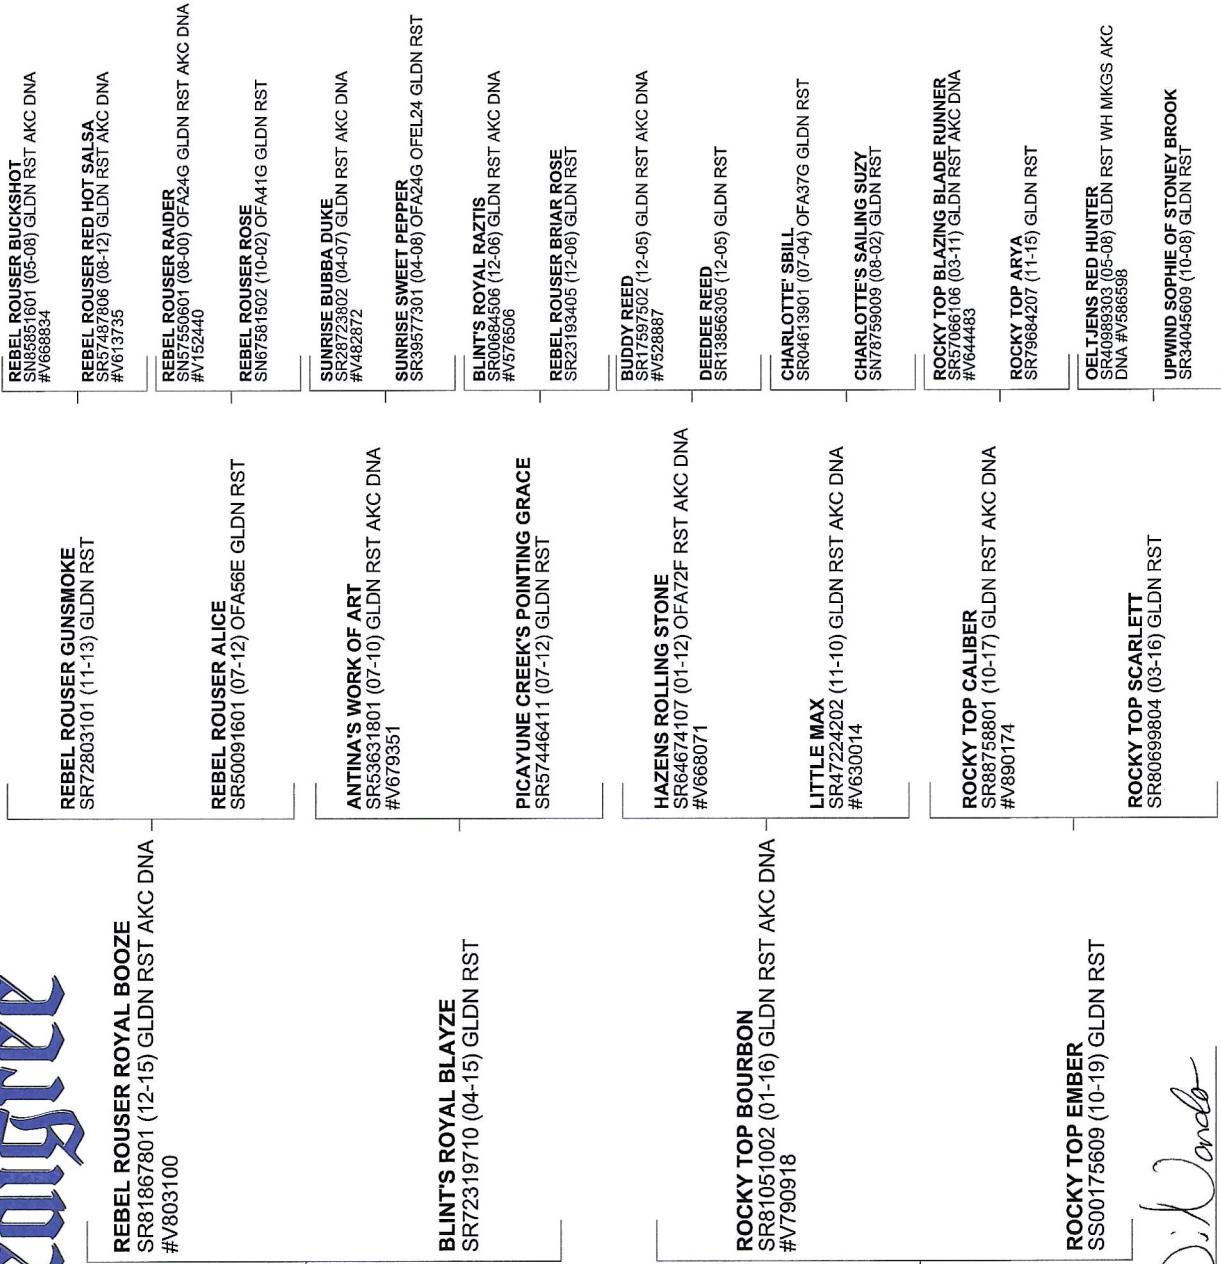 REBEL ROUSER ROYAL BOOZE
SR81867801 (12-15) GLDN RST AKC DNA
#V803100
BLINT'S ROYAL BLAYZE
SR72319710 (04-15) GLDN RST
ROCKY TOP BOURBON
SR81051002 (01-16) GLDN RST AKC DNA
#V790918
ROCKY TOP EMBER
SS00175609 (10-19) GLDN RST
REBEL ROUSER GUNSMOKE
SR72803101 (11-13) GLDN RST
REBEL ROUSER ALICE
SR50091601 (07-12) OFA56E GLDN RST
ANTINA'S WORK OF ART
SR53631801 (07-10) GLDN RST AKC DNA
#V679351
PICAYUNE CREEK'S POINTING GRACE
SR57446411 (07-12) GLDN RST
HAZENS ROLLING STONE
SR64674107 (01-12) OFA72F RST AKC DNA
#V668071
LITTLE MAX
SR47224202 (11-10) GLDN RST AKC DNA
#V630014
ROCKY TOP CALIBER
SR88758801 (10-17) GLDN RST AKC DNA
#V890174
ROCKY TOP SCARLETT
SR80699804 (03-16) GLDN RST
REBEL ROUSER BUCKSHOT
SN85851601 (05-08) GLDN RST AKC DNA
#V668834
REBEL ROUSER RED HOT SALSA
SR57487806 (08-12) GLDN RST AKC DNA
#V613735
REBEL ROUSER RAIDER
SN57550601 (08-00) OFA24G GLDN RST AKC DNA
#V152440
REBEL ROUSER ROSE
SN67581502 (10-02) OFA41G GLDN RST
SUNRISE BUBBA DUKE
SR28723802 (04-07) GLDN RST AKC DNA
#V482872
SUNRISE SWEET PEPPER
SR39577301 (04-08) OFA24G OFEL24 GLDN RST
BLINT'S ROYAL RAZTIS
SR00684506 (12-06) GLDN RST AKC DNA
#V576506
REBEL ROUSER BRIAR ROSE
SR23193405 (12-06) GLDN RST
BUDDY REED
SR17597502 (12-05) GLDN RST AKC DNA
#V528887
DEEDEE REED
SR13856305 (12-05) GLDN RST
CHARLOTTE' SBILL
SR04613901 (07-04) OFA37G GLDN RST
CHARLOTTE'S SAILING SUZY
SN78759009 (08-02) GLDN RST
ROCKY TOP BLAZING BLADE RUNNER
SR57066106 (03-11) GLDN RST AKC DNA
#V644483
ROCKY TOP ARYA
SR79684207 (11-15) GLDN RST
OELTJENS RED HUNTER
SR40989303 (05-08) GLDN RST WH MKGS AKC
DNA #V586598
UPWIND SOPHIE OF STONEY BROOK
SR34045609 (10-08) GLDN RST